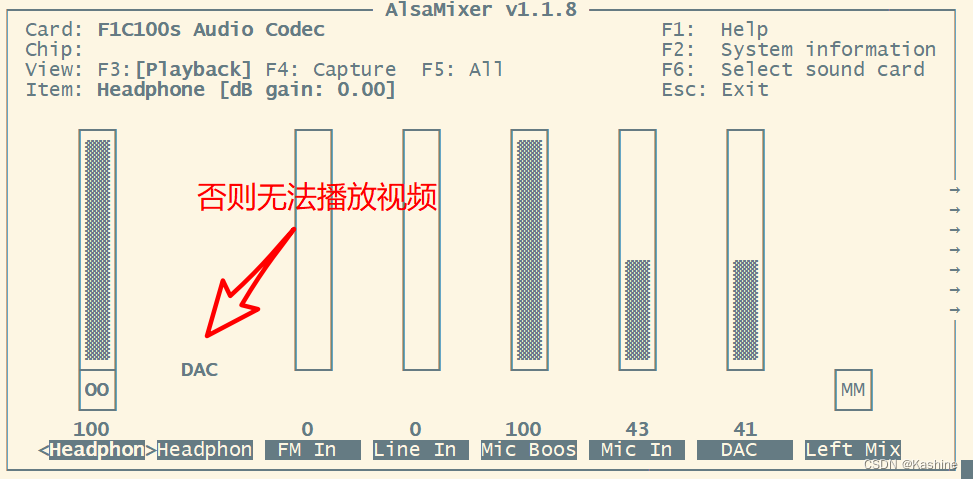 AlsaMixer v1.1.8
Card: F1C100s Audio Codec F1: Help
Chip: F2: System information
View: F3:[Playback] F4: Capture F5: All F6: Select sound card
Item: Headphone [dB gain: 0.00] Esc: Exit
否则无法播放视频
→
→
→
→
→
→
→
DAC
OO MM
100 0 0 100 43 41
<Headphon>Headphon FM In Line In Mic Boos Mic In DAC Left Mix
CSDN @Kashine